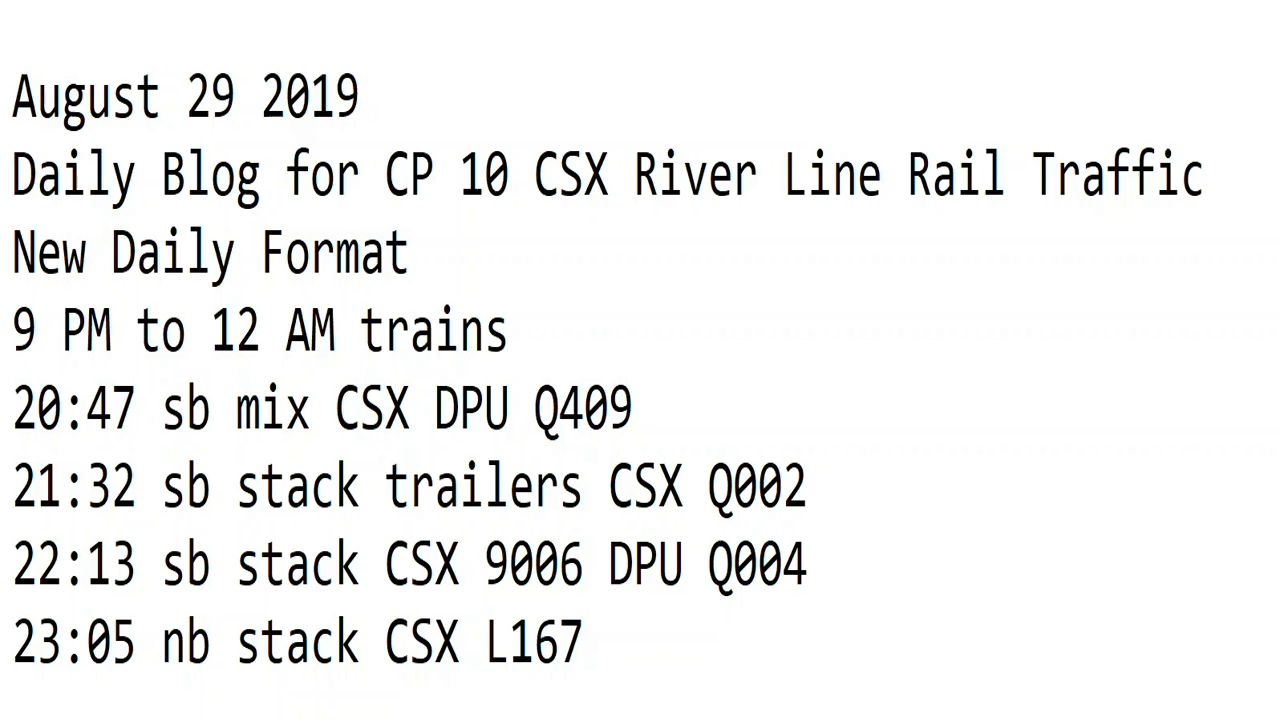 August 29 2019
Daily Blog for CP 10 CSX River Line Rail Traffic
New Daily Format
9 PM to 12 AM trains
20:47 sb mix CSX DPU Q409
21:32 sb stack trailers CSX Q002
22:13 sb stack CSX 9006 DPU Q004
23:05 nb stack CSX L167